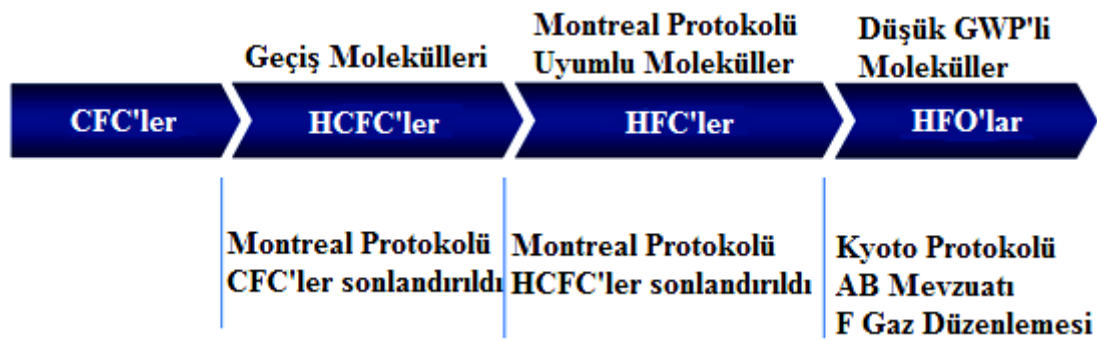 Geçiş Molekülleri
Montreal Protokolü
Uyumlu Moleküller
Düşük GWP'li
Moleküller
CFC'ler
HCFC'ler
HFC'ler
HFO'lar
Montreal Protokolü
CFC'ler sonlandırıldı
Montreal Protokolü
HCFC'ler sonlandırıldı
Kyoto Protokolü
AB Mevzuatı
F Gaz Düzenlemesi